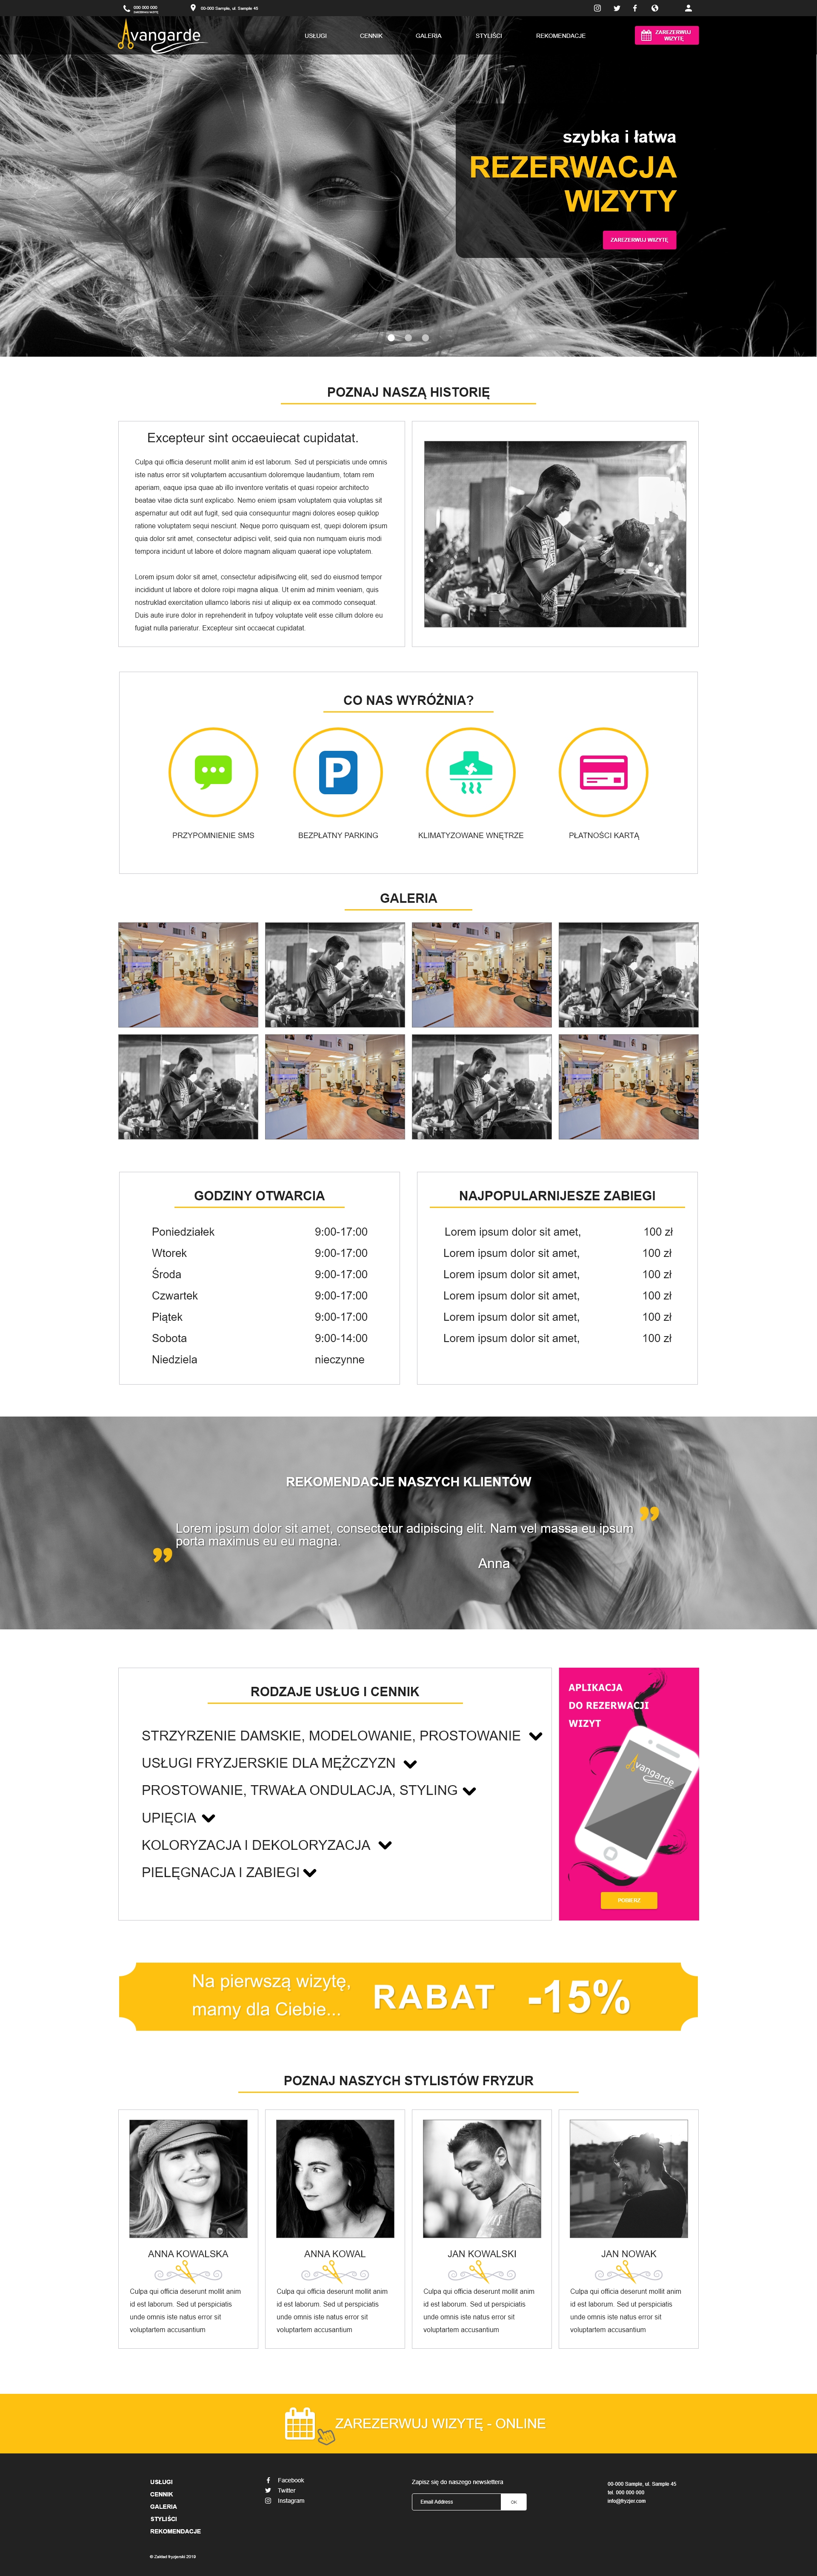 000 000 000
ZAREZERWUJ WIZYTĘ
00-000 Sample, ul. Sample 45
Avangarde
USŁUGI
CENNIK
GALERIA
STYLIŚCI
REKOMENDACJE
ZAREZERWUJ
WIZYTĘ
szybka i łatwa
REZERWACJA
WIZYTY
ZAREZERWUJ WIZYTĘ
POZNAJ NASZĄ HISTORIĘ
Excepteur sint occaeuiecat cupidatat.
Culpa qui officia deserunt mollit anim id est laborum. Sed ut perspiciatis unde omnis
iste natus error sit voluptartem accusantium doloremque laudantium, totam rem
aperiam, eaque ipsa quae ab illo inventore veritatis et quasi ropeior architecto
beatae vitae dicta sunt explicabo. Nemo eniem ipsam voluptatem quia voluptas sit
aspernatur aut odit aut fugit, sed quia consequuntur magni dolores eosep quiklop
ratione voluptatem sequi nesciunt. Neque porro quisquam est, quepi dolorem ipsum
quia dolor sit amet, consectetur adipisci velit, seid quia non numquam eiuris modi
tempora incidunt ut labore et dolore magnam aliquam quaerat iope voluptatem.
Lorem ipsum dolor sit amet, consectetur adipisifwcing elit, sed do eiusmod tempor
incididunt ut labore et dolore roipi magna aliqua. Ut enim ad minim veeniam, quis
nostruklad exercitation ullamco laboris nisi ut aliquip ex ea commodo consequat.
Duis aute irure dolor in reprehenderit in tufpoy voluptate velit esse cillum dolore eu
fugiat nulla parieratur. Excepteur sint occaecat cupidatat.
CO NAS WYRÓŻNIA?
P
PRZYPOMNIENIE SMS
BEZPŁATNY PARKING
KLIMATYZOWANE WNĘTRZE
PŁATNOŚCI KARTĄ
GALERIA
GODZINY OTWARCIA
Poniedziałek 9:00-17:00
Wtorek 9:00-17:00
Środa 9:00-17:00
Czwartek 9:00-17:00
Piątek 9:00-17:00
Sobota 9:00-14:00
Niedziela nieczynne
NAJPOPULARNIJESZE ZABIEGI
Lorem ipsum dolor sit amet, 100 zł
Lorem ipsum dolor sit amet, 100 zł
Lorem ipsum dolor sit amet, 100 zł
Lorem ipsum dolor sit amet, 100 zł
Lorem ipsum dolor sit amet, 100 zł
Lorem ipsum dolor sit amet, 100 zł
REKOMENDACJE NASZYCH KLIENTÓW
Lorem ipsum dolor sit amet, consectetur adipiscing elit. Nam vel massa eu ipsum
porta maximus eu eu magna.
Anna
RODZAJE USŁUG I CENNIK
STRZYRZENIE DAMSKIE, MODELOWANIE, PROSTOWANIE
USŁUGI FRYZJERSKIE DLA MĘŻCZYZN
PROSTOWANIE, TRWAŁA ONDULACJA, STYLING
UPIĘCIA
KOLORYZACJA I DEKOLORYZACJA
PIELĘGNACJA I ZABIEGI
APLIKACJA
DO REZERWACJI
WIZYT
Avangarde
POBIERZ
Na pierwszą wizytę,
mamy dla Ciebie...
RABAT -15%
POZNAJ NASZYCH STYLISTÓW FRYZUR
ANNA KOWALSKA
Culpa qui officia deserunt mollit anim
id est laborum. Sed ut perspiciatis
unde omnis iste natus error sit
voluptartem accusantium
ANNA KOWAL
Culpa qui officia deserunt mollit anim
id est laborum. Sed ut perspiciatis
unde omnis iste natus error sit
voluptartem accusantium
JAN KOWALSKI
Culpa qui officia deserunt mollit anim
id est laborum. Sed ut perspiciatis
unde omnis iste natus error sit
voluptartem accusantium
JAN NOWAK
Culpa qui officia deserunt mollit anim
id est laborum. Sed ut perspiciatis
unde omnis iste natus error sit
voluptartem accusantium
ZAREZERWUJ WIZYTĘ - ONLINE
USŁUGI
CENNIK
GALERIA
STYLIŚCI
REKOMENDACJE
Facebook
Twitter
Instagram
Zapisz się do naszego newslettera
Email Address
OK
00-000 Sample, ul. Sample 45
tel. 000 000 000
info@fryzjer.com
© Zakład fryzjerski 2019